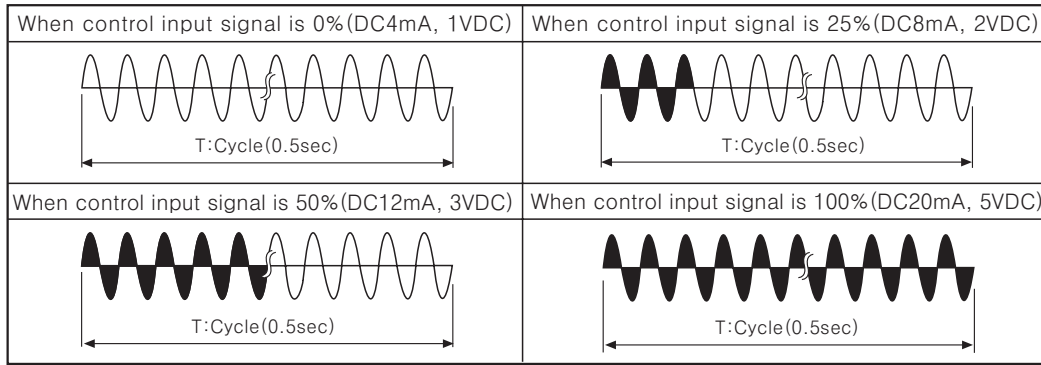 When control input signal is 0%(DC4mA, 1VDC)
T:Cycle(0.5sec)
When control input signal is 25%(DC8mA, 2VDC)
T:Cycle(0.5sec)
When control input signal is 50%(DC12mA, 3VDC)
T:Cycle(0.5sec)
When control input signal is 100%(DC20mA, 5VDC)
T:Cycle(0.5sec)